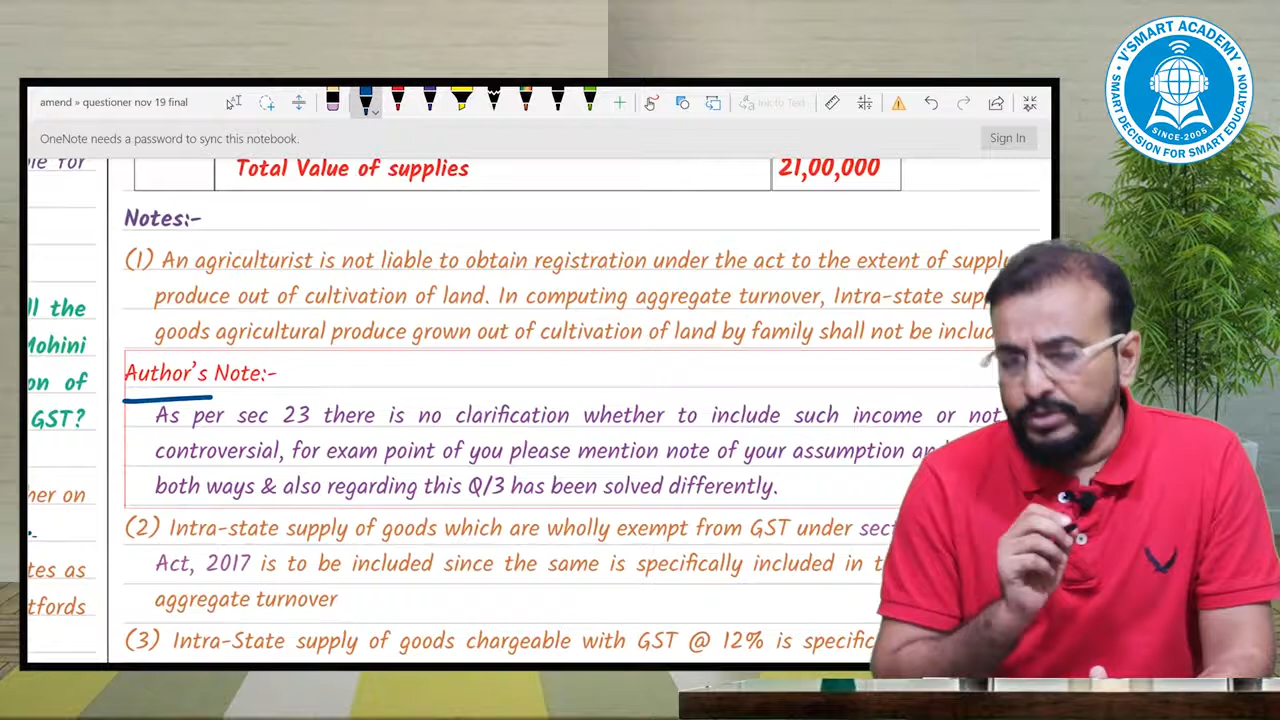 V'SMART ACADEMY
SMART DECISION FOR SMART EDUCATION
SINCE-2005
amend » questioner nov 19 final
Ink to Text
OneNote needs a password to sync this notebook.
Sign In
le for
Total Value of supplies 21,00,000
Notes:-
(1) An agriculturist is not liable to obtain registration under the act to the extent of supply
produce out of cultivation of land. In computing aggregate turnover, Intra-state sup
goods agricultural produce grown out of cultivation of land by family shall not be inclu
ll the
Mohini
on of
GST?
Author's Note:-
As per sec 23 there is no clarification whether to include such income or not
controversial, for exam point of you please mention note of your assumption an
both ways & also regarding this Q/3 has been solved differently.
her on
tes as
tfords
(2) Intra-state supply of goods which are wholly exempt from GST under sec
Act, 2017 is to be included since the same is specifically included in t
aggregate turnover
(3) Intra-State supply of goods chargeable with GST @ 12% is specific